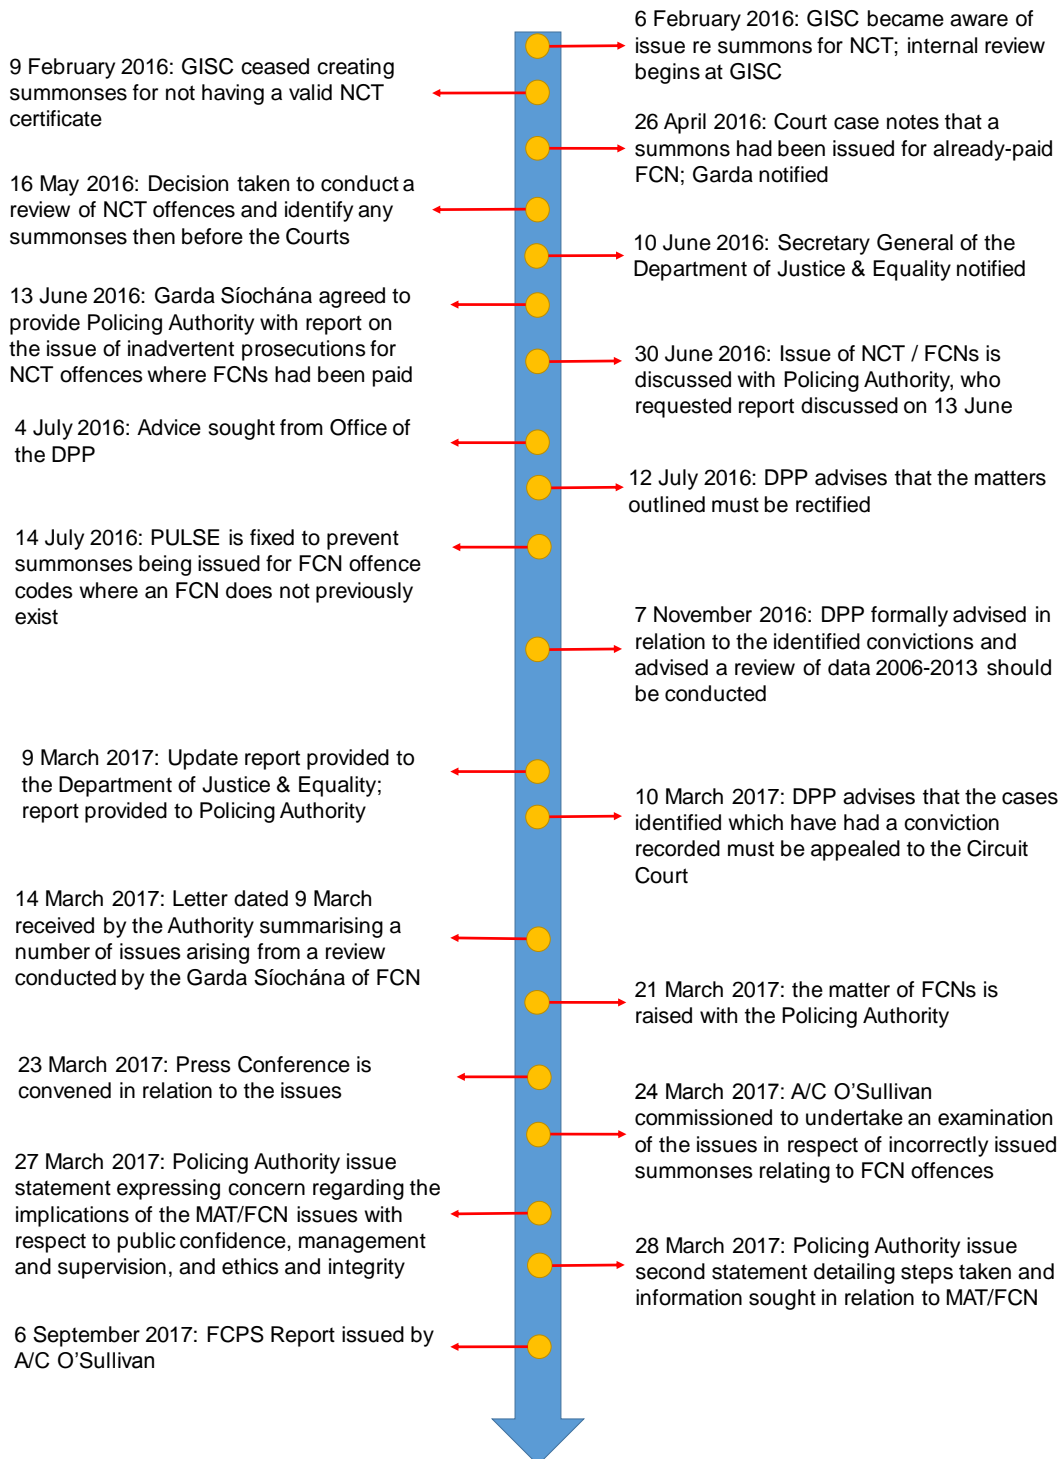 6 February 2016: GISC became aware of
issue re summons for NCT; internal review
begins at GISC
9 February 2016: GISC ceased creating
summonses for not having a valid NCT
certificate
26 April 2016: Court case notes that a
summons had been issued for already-paid
FCN; Garda notified
16 May 2016: Decision taken to conduct a
review of NCT offences and identify any
summonses then before the Courts
10 June 2016: Secretary General of the
Department of Justice & Equality notified
13 June 2016: Garda Síochána agreed to
provide Policing Authority with report on
the issue of inadvertent prosecutions for
NCT offences where FCNs had been paid
30 June 2016: Issue of NCT / FCNs is
discussed with Policing Authority, who
requested report discussed on 13 June
4 July 2016: Advice sought from Office of
the DPP
12 July 2016: DPP advises that the matters
outlined must be rectified
14 July 2016: PULSE is fixed to prevent
summonses being issued for FCN offence
codes where an FCN does not previously
exist
7 November 2016: DPP formally advised in
relation to the identified convictions and
advised a review of data 2006-2013 should
be conducted
9 March 2017: Update report provided to
the Department of Justice & Equality;
report provided to Policing Authority
10 March 2017: DPP advises that the cases
identified which have had a conviction
recorded must be appealed to the Circuit
Court
14 March 2017: Letter dated 9 March
received by the Authority summarising a
number of issues arising from a review
conducted by the Garda Síochána of FCN
21 March 2017: the matter of FCNs is
raised with the Policing Authority
23 March 2017: Press Conference is
convened in relation to the issues
24 March 2017: A/C O'Sullivan
commissioned to undertake an examination
of the issues in respect of incorrectly issued
summonses relating to FCN offences
27 March 2017: Policing Authority issue
statement expressing concern regarding the
implications of the MAT/FCN issues with
respect to public confidence, management
and supervision, and ethics and integrity
28 March 2017: Policing Authority issue
second statement detailing steps taken and
information sought in relation to MAT/FCN
6 September 2017: FCPS Report issued by
A/C O'Sullivan